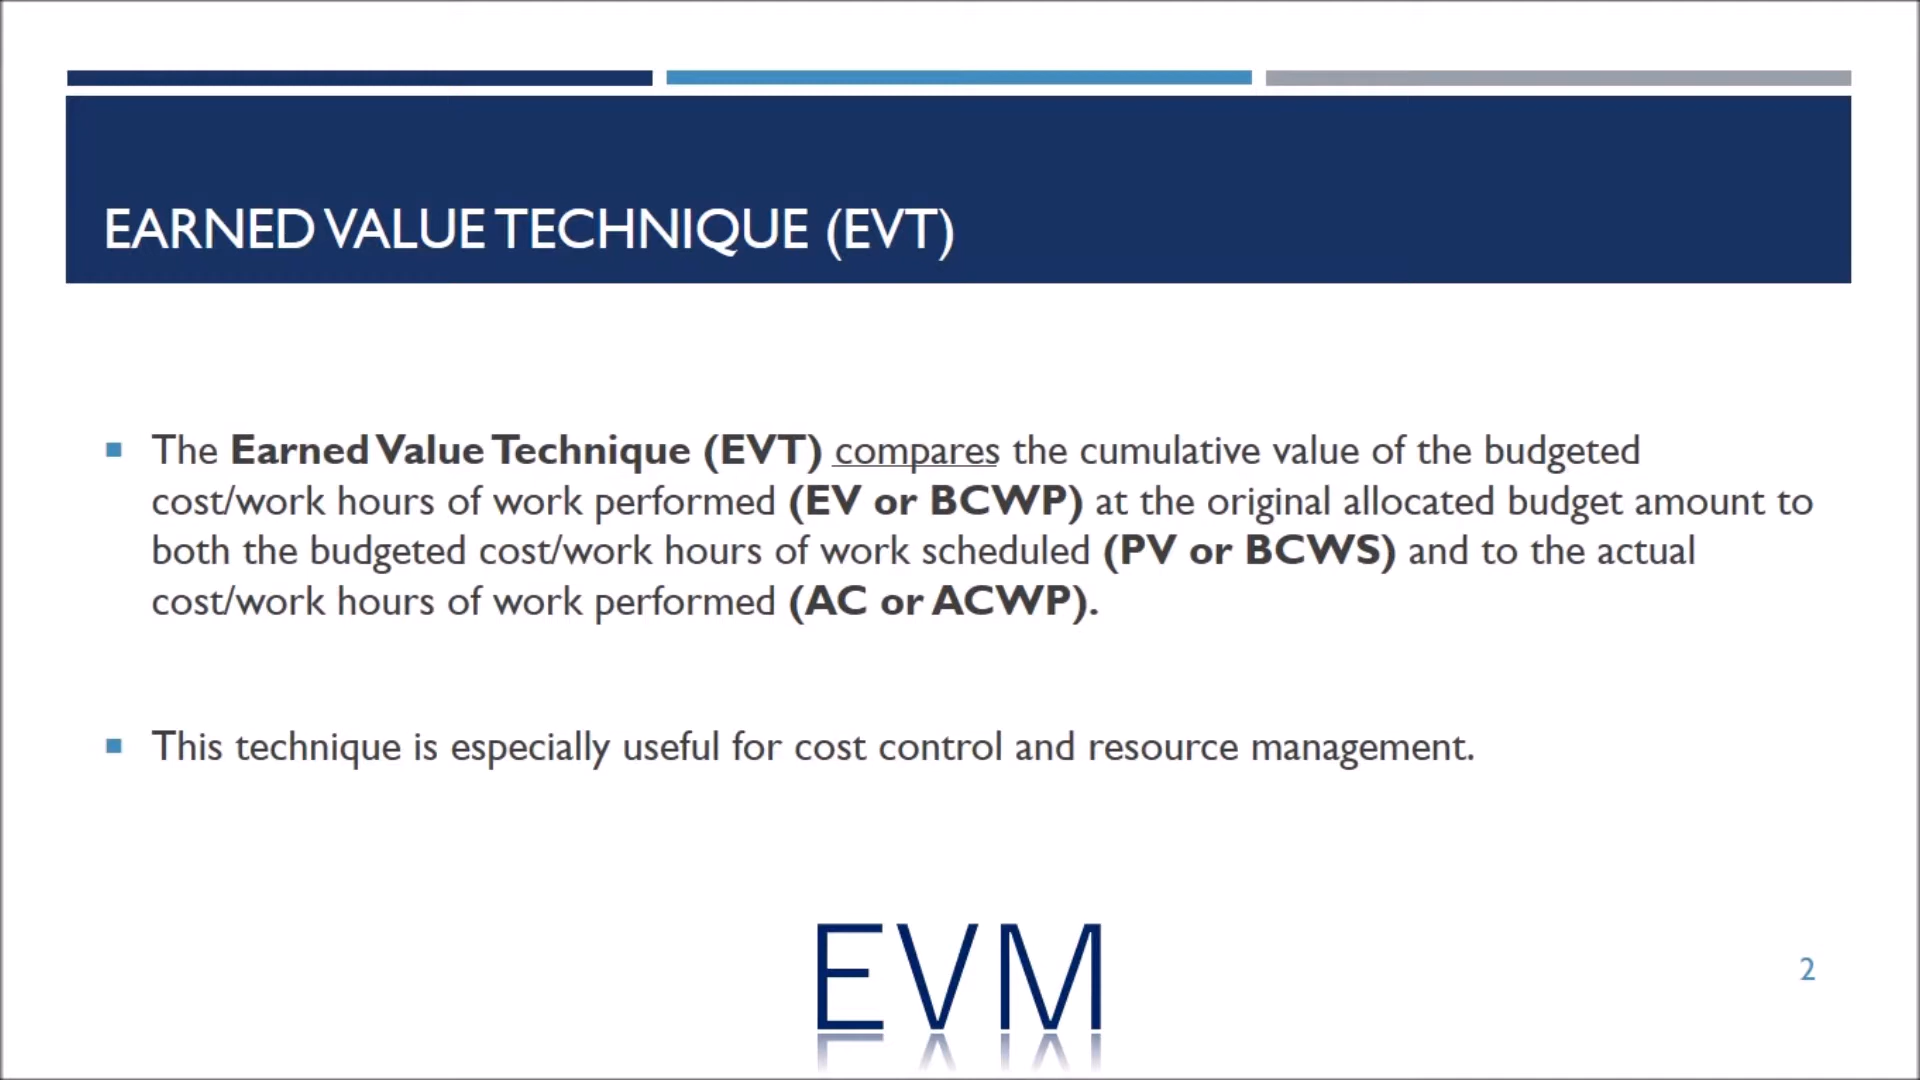 EARNED VALUE TECHNIQUE (EVT)
The Earned Value Technique (EVT) compares the cumulative value of the budgeted
cost/work hours of work performed (EV or BCWP) at the original allocated budget amount to
both the budgeted cost/work hours of work scheduled (PV or BCWS) and to the actual
cost/work hours of work performed (AC or ACWP).
This technique is especially useful for cost control and resource management.
EVM
2